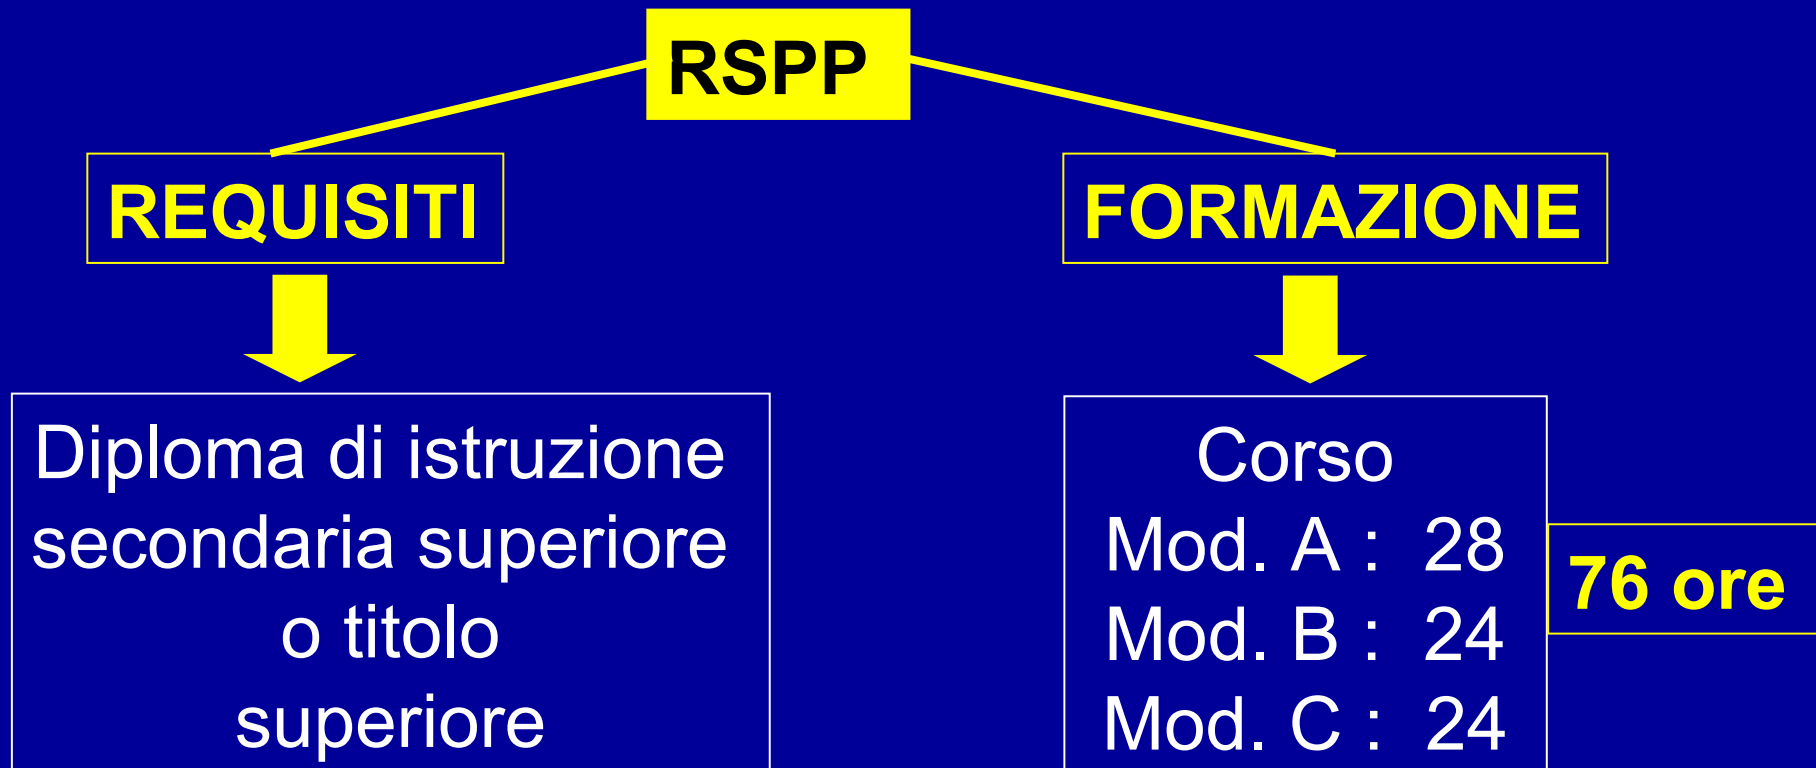 RSPP
REQUISITI
FORMAZIONE
Diploma di istruzione
secondaria superiore
o titolo
superiore
Corso
Mod. A : 28
Mod. B : 24
Mod. C : 24
76 ore